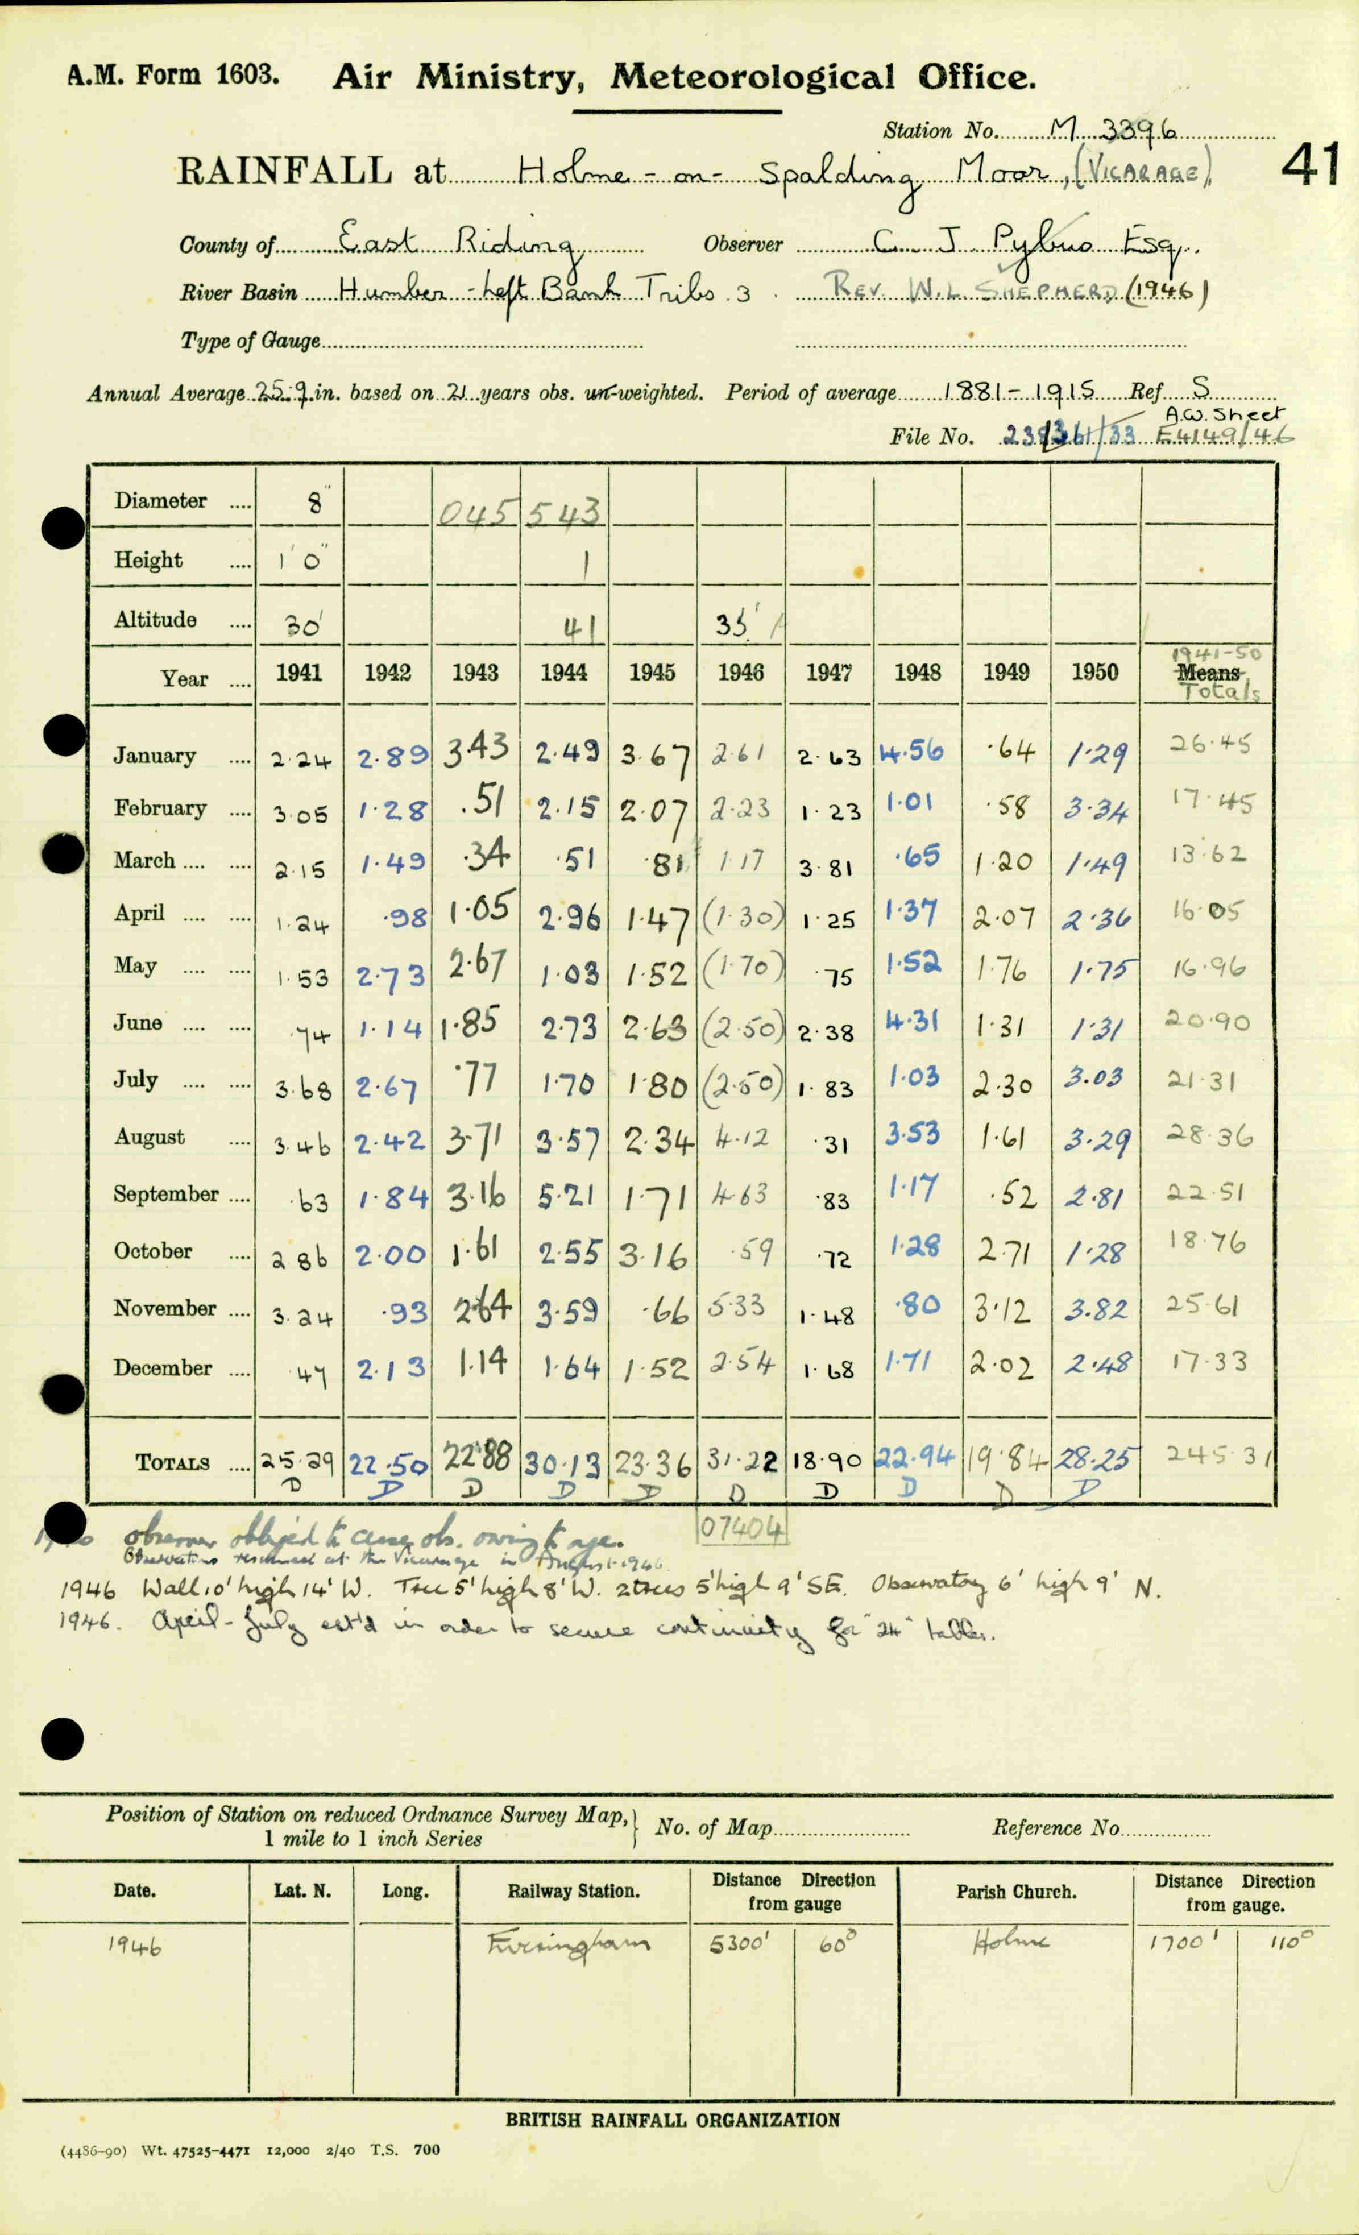 A.M. Form 1603. Air Ministry, Meteorological Office.
Station No. M 3396
RAINFALL at Holme-on-Spalding Moor, (VICARAGE) 41
County of East Riding Observer C. J. Pybus Esq.
River Basin Humber-Left Bank Tribs 3. REV. W.L. SHEPHERD (1946)
Type of Gauge
Annual Average 25.9 in. based on 21 years obs. un-weighted. Period of average 1881-1915 Ref S
A.W. Sheet
File No. E4149/46
Diameter .... 8" 045 543
Height .... 1' 0" 1
Altitude .... 30' 41 35'
1941-50
Year .... 1941 1942 1943 1944 1945 1946 1947 1948 1949 1950 Means
Totals
January .... 2.24 2.89 3.43 2.49 3.67 2.61 2.63 4.56 .64 1.29 26.45
February .... 3.05 1.28 .51 2.15 2.07 2.23 1.23 1.01 .58 3.34 17.45
March .... .... 2.15 1.49 .34 .51 .81 1.17 3.81 .65 1.20 1.49 13.62
April .... .... 1.24 .98 1.05 2.96 1.47 (1.30) 1.25 1.37 2.07 2.36 16.05
May .... .... 1.53 2.73 2.67 1.03 1.52 (1.70) .75 1.52 1.76 1.75 16.96
June .... .... .74 1.14 1.85 2.73 2.63 (2.50) 2.38 4.31 1.31 1.31 20.90
July .... .... 3.68 2.67 .77 1.70 1.80 (2.50) 1.83 1.03 2.30 3.03 21.31
August .... 3.46 2.42 3.71 3.57 2.34 4.12 .31 3.53 1.61 3.29 28.36
September .... .63 1.84 3.16 5.21 1.71 4.63 .83 1.17 .52 2.81 22.51
October .... 2.86 2.00 1.61 2.55 3.16 .59 .72 1.28 2.71 1.28 18.76
November .... 3.24 .93 2.64 3.59 .66 5.33 1.48 .80 3.12 3.82 25.61
December .... .47 2.13 1.14 1.64 1.52 2.54 1.68 1.71 2.02 2.48 17.33
TOTALS .... 25.29 22.50 22.88 30.13 23.36 31.22 18.90 22.94 19.84 28.25 245.31
D D D D D D D D D D
07404
observer obliged to cease obs. owing to age.
Observations resumed at the Vicarage in August 1946
1946 Wall 10' high 14' W. Tree 5' high 8' W. 2 trees 5' high 9' SE. Observatory 6' high 9' N.
1946. April-July est'd in order to secure continuity for "24" tables.
Position of Station on reduced Ordnance Survey Map, } No. of Map Reference No
1 mile to 1 inch Series
Date. Lat. N. Long. Railway Station. Distance Direction from gauge Parish Church. Distance Direction from gauge.
1946 Everingham 5300' 60° Holme 1700' 110°
BRITISH RAINFALL ORGANIZATION
(4486-90) Wt. 47525-4471 12,000 2/40 T.S. 700